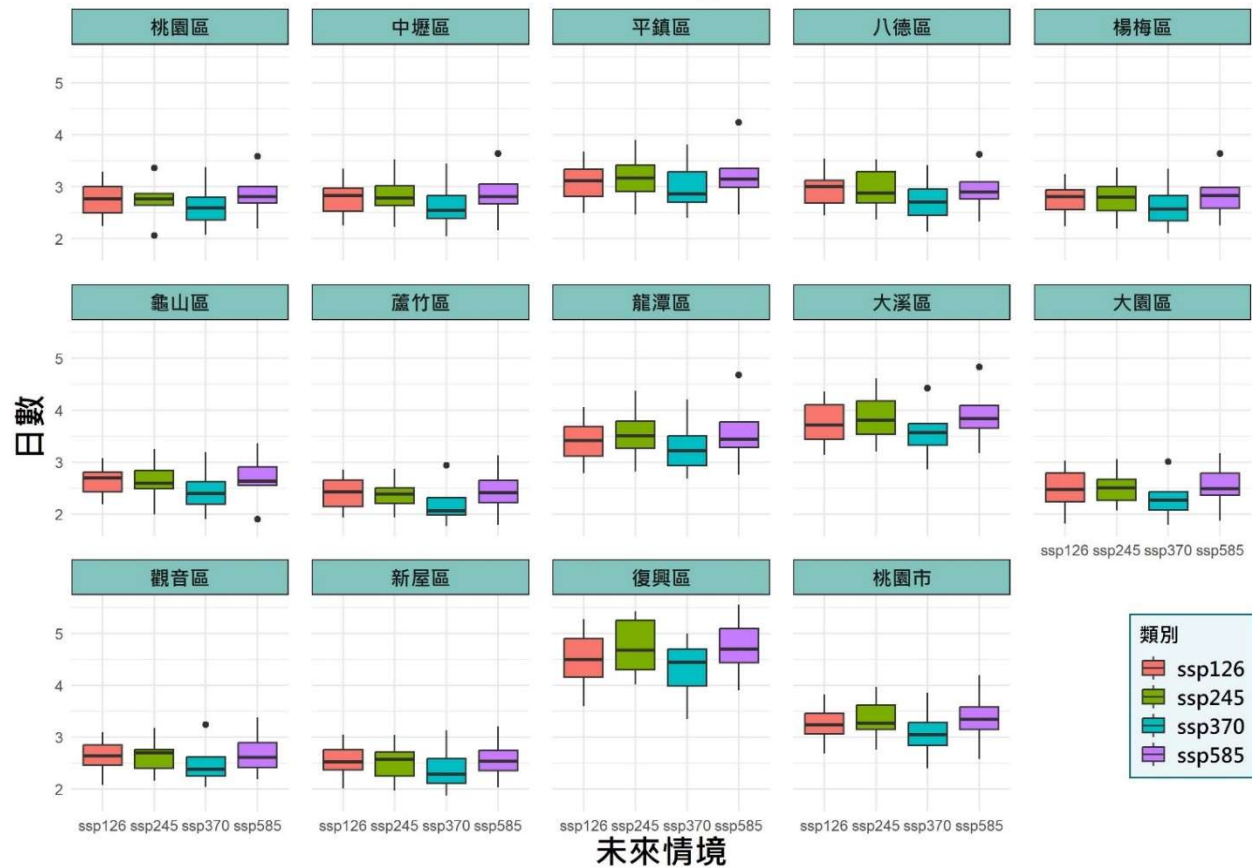 桃園區 中壢區 平鎮區 八德區 楊梅區
5
4
3
2
龜山區 蘆竹區 龍潭區 大溪區 大園區
5
4
3
2
日數
ssp126 ssp245 ssp370 ssp585
觀音區 新屋區 復興區 桃園市
5
4
3
2
ssp126 ssp245 ssp370 ssp585 ssp126 ssp245 ssp370 ssp585 ssp126 ssp245 ssp370 ssp585 ssp126 ssp245 ssp370 ssp585
未來情境
類別
ssp126
ssp245
ssp370
ssp585